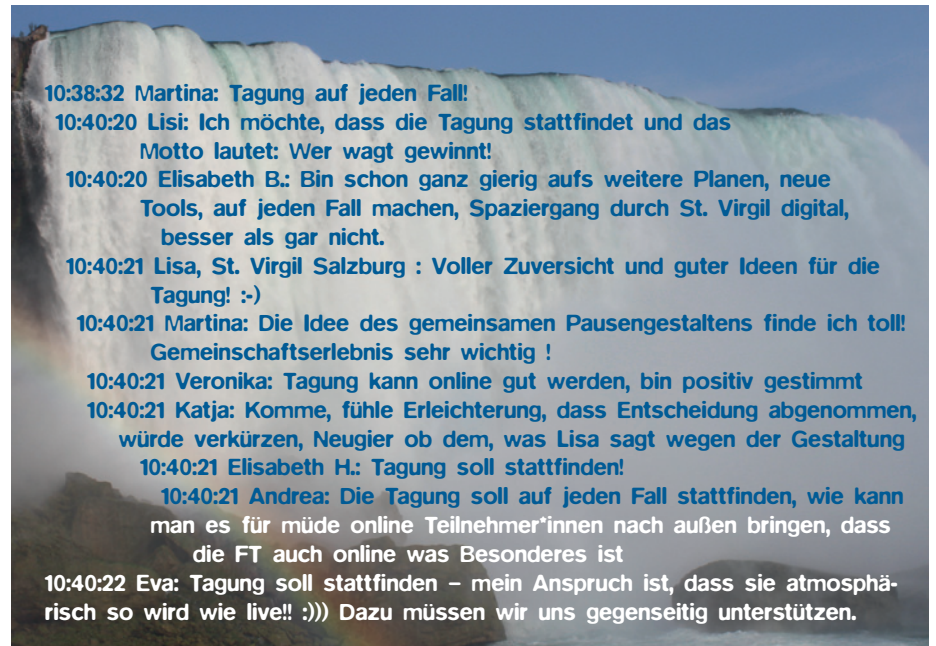 10:38:32 Martina: Tagung auf jeden Fall!
10:40:20 Lisi: Ich möchte, dass die Tagung stattfindet und das
Motto lautet: Wer wagt gewinnt!
10:40:20 Elisabeth B.: Bin schon ganz gierig aufs weitere Planen, neue
Tools, auf jeden Fall machen, Spaziergang durch St. Virgil digital,
besser als gar nicht.
10:40:21 Lisa, St. Virgil Salzburg : Voller Zuversicht und guter Ideen für die
Tagung! :-)
10:40:21 Martina: Die Idee des gemeinsamen Pausengestaltens finde ich toll!
Gemeinschaftserlebnis sehr wichtig !
10:40:21 Veronika: Tagung kann online gut werden, bin positiv gestimmt
10:40:21 Katja: Komme, fühle Erleichterung, dass Entscheidung abgenommen,
würde verkürzen, Neugier ob dem, was Lisa sagt wegen der Gestaltung
10:40:21 Elisabeth H.: Tagung soll stattfinden!
10:40:21 Andrea: Die Tagung soll auf jeden Fall stattfinden, wie kann
man es für müde online Teilnehmer*innen nach außen bringen, dass
die FT auch online was Besonderes ist
10:40:22 Eva: Tagung soll stattfinden – mein Anspruch ist, dass sie atmosphä-
risch so wird wie live!! :))) Dazu müssen wir uns gegenseitig unterstützen.